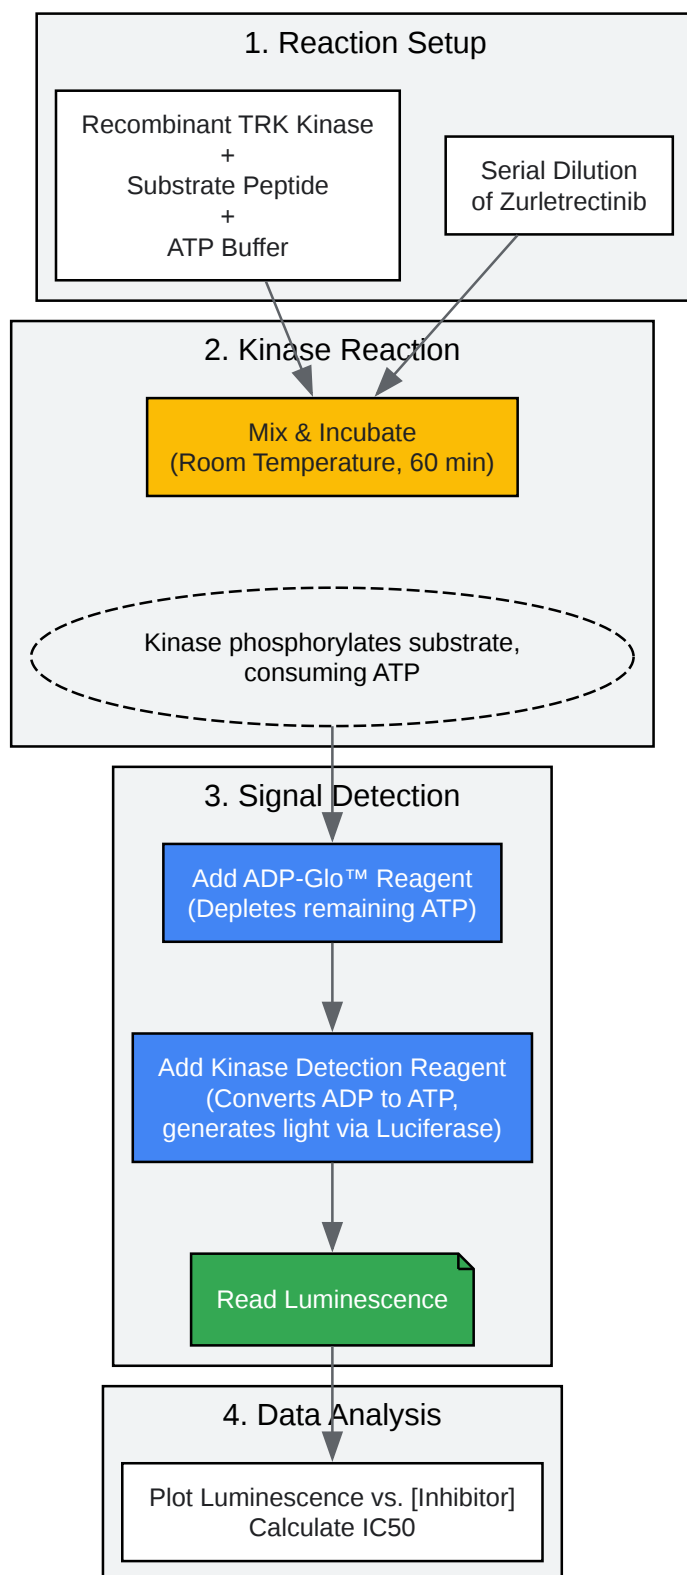 1. Reaction Setup
Recombinant TRK Kinase
+
Substrate Peptide
+
ATP Buffer
Serial Dilution
of Zurletrectinib
2. Kinase Reaction
Mix & Incubate
(Room Temperature, 60 min)
Kinase phosphorylates substrate,
consuming ATP
3. Signal Detection
Add ADP-Glo™ Reagent
(Depletes remaining ATP)
Add Kinase Detection Reagent
(Converts ADP to ATP,
generates light via Luciferase)
Read Luminescence
4. Data Analysis
Plot Luminescence vs. [Inhibitor]
Calculate IC50